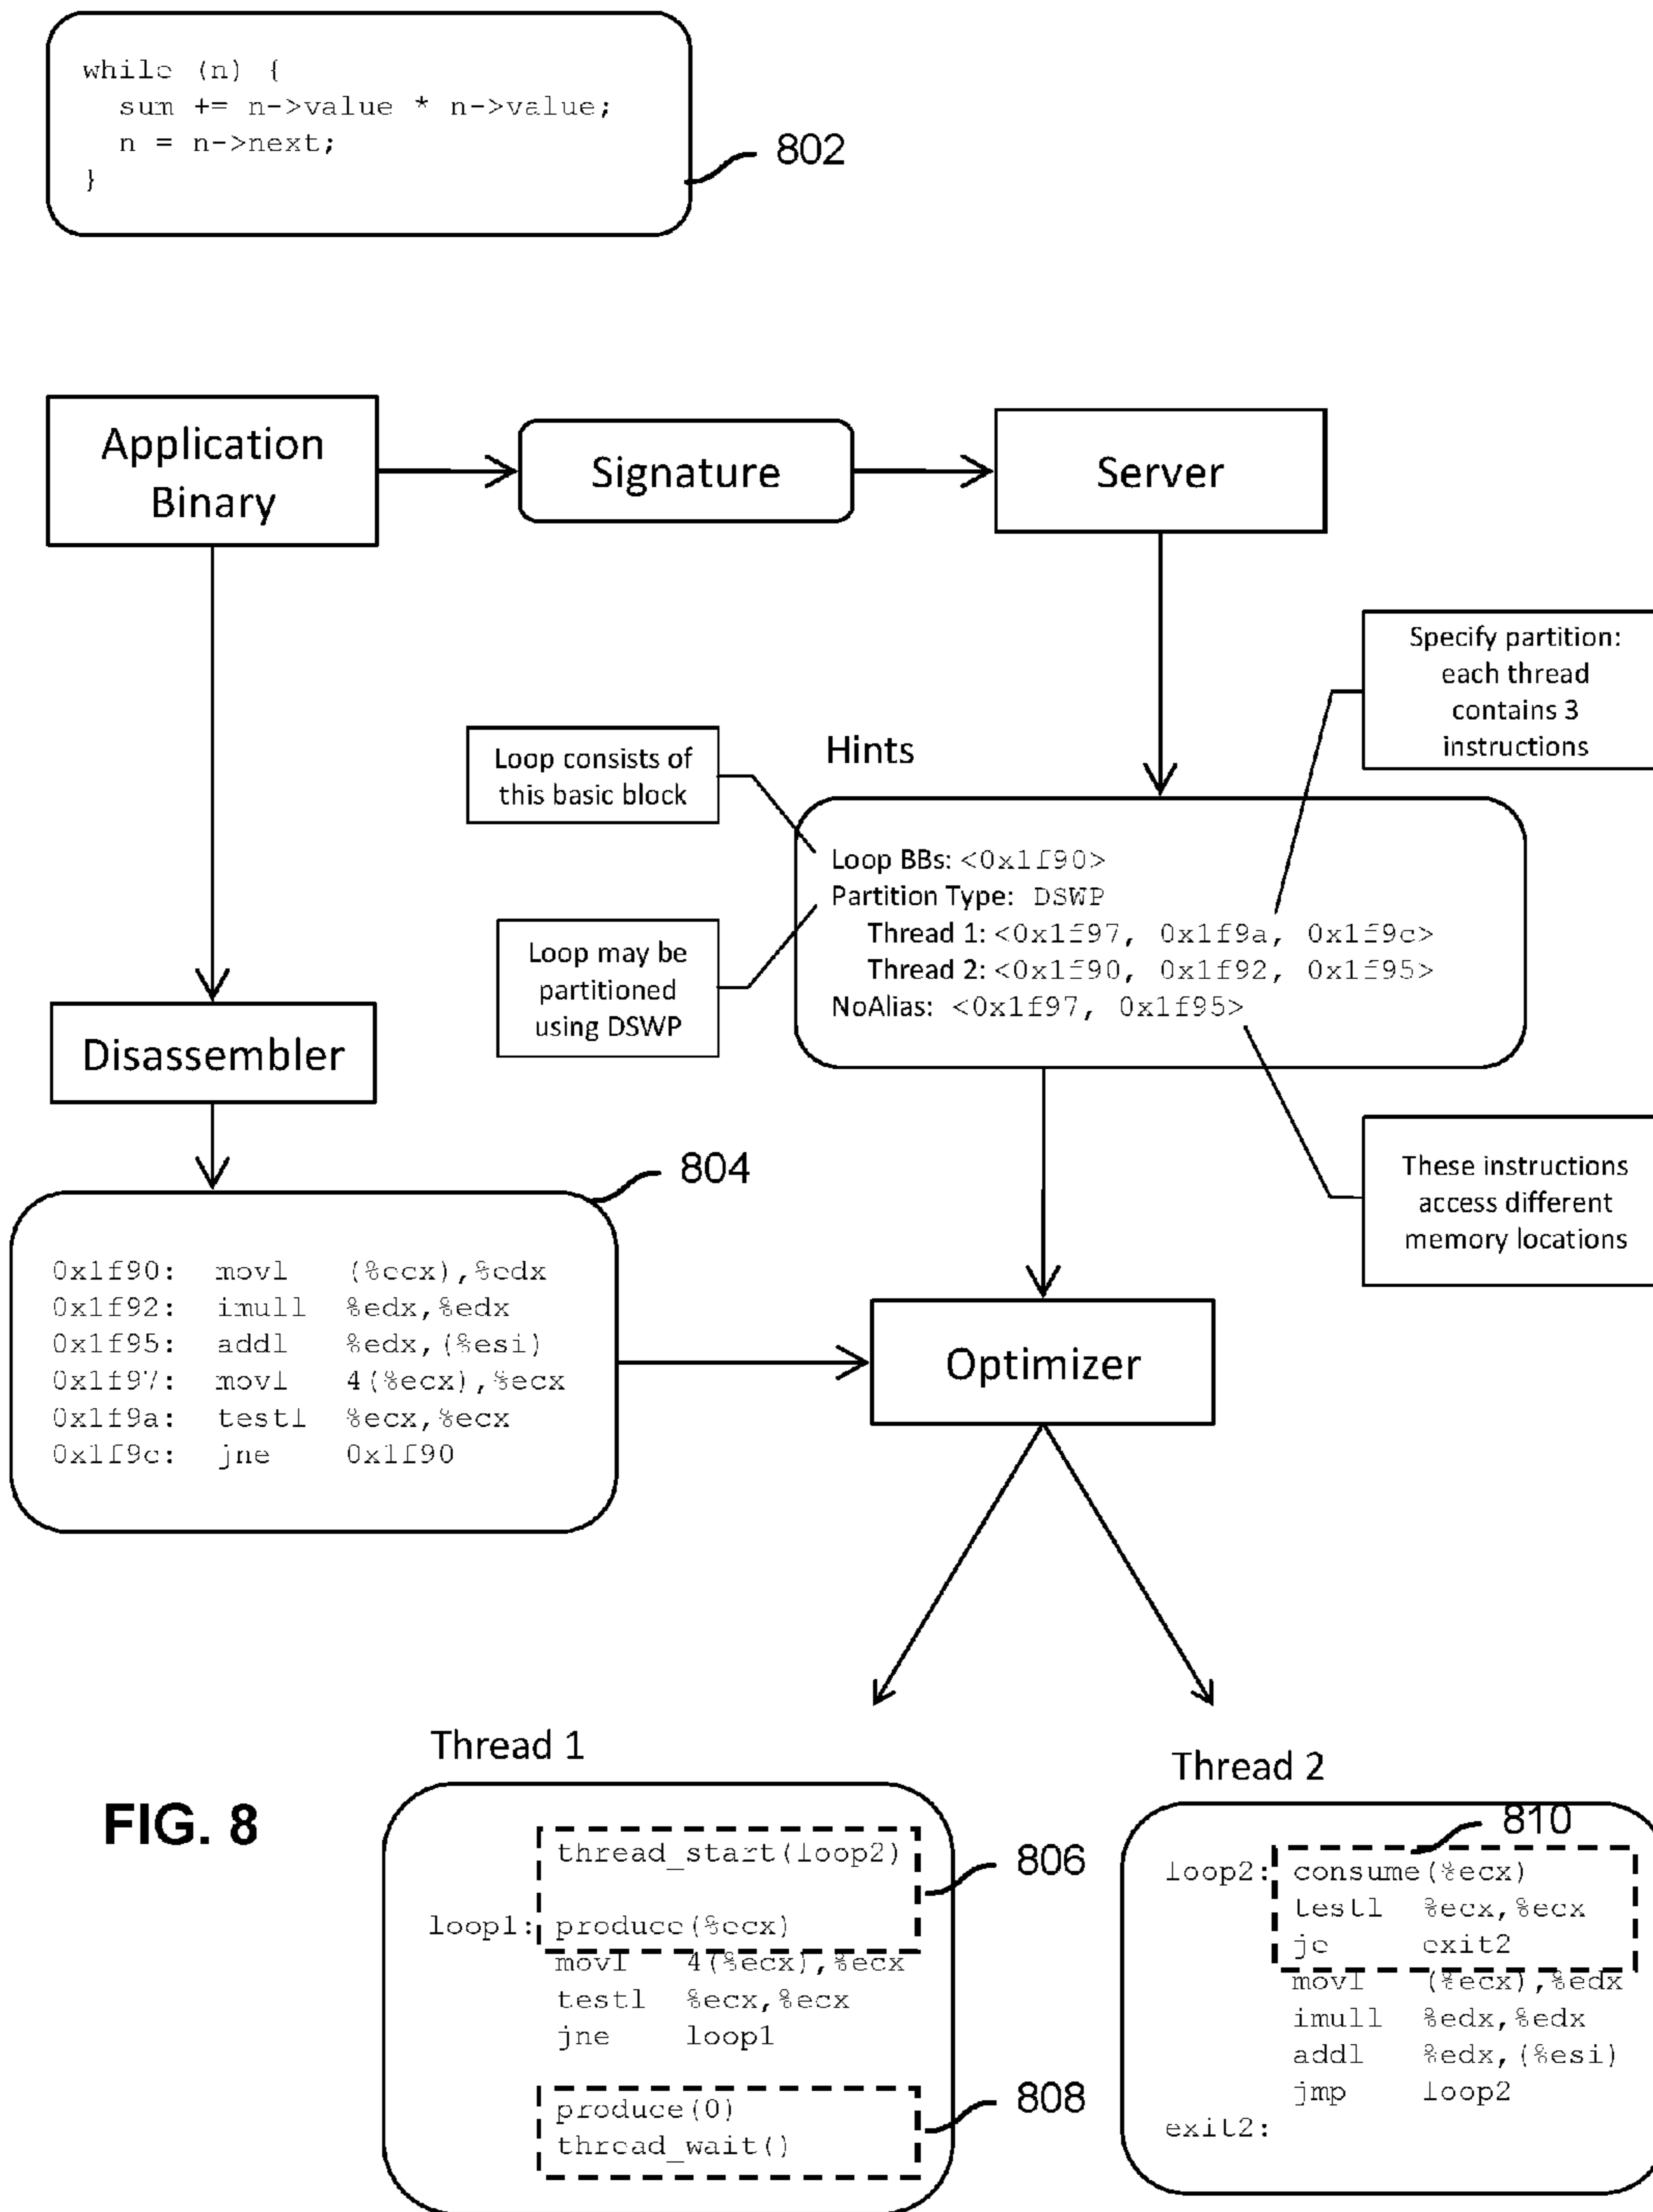 while (n) {
sum += n->value * n->value;
n = n->next;
}
802
Application
Binary
Signature
Server
Specify partition:
each thread
contains 3
instructions
Loop consists of
this basic block
Hints
Loop BBs: <0x1f90>
Partition Type: DSWP
Thread 1: <0x1f97, 0x1f9a, 0x1f9c>
Thread 2: <0x1f90, 0x1f92, 0x1f95>
NoAlias: <0x1f97, 0x1f95>
Loop may be
partitioned
using DSWP
Disassembler
These instructions
access different
memory locations
804
0x1f90: movl (%ecx),%edx
0x1f92: imull %edx,%edx
0x1f95: addl %edx,(%esi)
0x1f97: movl 4(%ecx),%ecx
0x1f9a: testl %ecx,%ecx
0x1f9c: jne 0x1f90
Optimizer
Thread 1
thread_start(loop2)
806
loop1: produce(%ecx)
movl 4(%ecx),%ecx
testl %ecx,%ecx
jne loop1
produce(0)
808
thread_wait()
Thread 2
810
loop2: consume(%ecx)
testl %ecx,%ecx
je exit2
movl (%ecx),%edx
imull %edx,%edx
addl %edx,(%esi)
jmp loop2
exit2:
FIG. 8